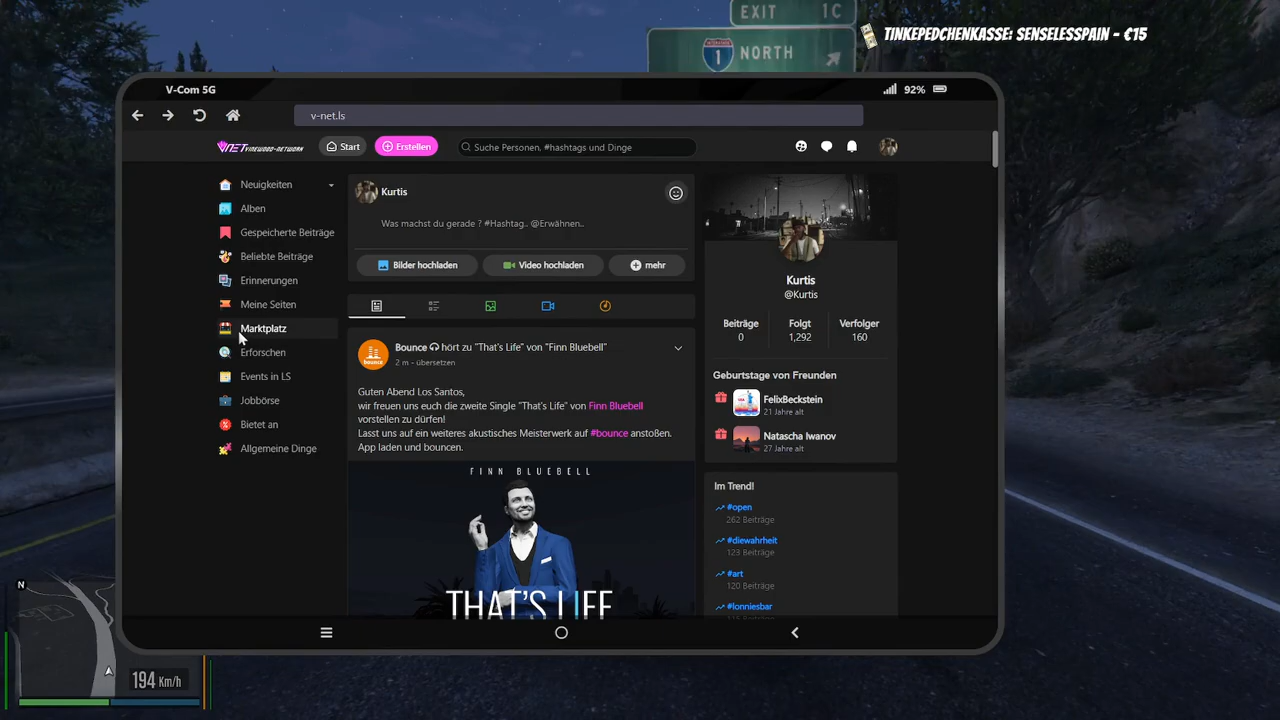 EXIT 1C
INTERSTATE
1
NORTH
TINKEPEDCHENKASSE: SENSELESSPAIN - €15
V-Com 5G
92%
v-net.ls
VNET VINEWOOD-NETWORK
Start
Erstellen
Suche Personen, #hashtags und Dinge
Neuigkeiten
Alben
Gespeicherte Beiträge
Beliebte Beiträge
Erinnerungen
Meine Seiten
Marktplatz
Erforschen
Events in LS
Jobbörse
Bietet an
Allgemeine Dinge
Kurtis
Was machst du gerade ? #Hashtag.. @Erwähnen..
Bilder hochladen
Video hochladen
mehr
Bounce hört zu "That's Life" von "Finn Bluebell"
2 m - übersetzen
Guten Abend Los Santos,
wir freuen uns euch die zweite Single "That's Life" von Finn Bluebell
vorstellen zu dürfen!
Lasst uns auf ein weiteres akustisches Meisterwerk auf #bounce anstoßen.
App laden und bouncen.
bounce
FINN BLUEBELL
THAT'S LIFE
Kurtis
@Kurtis
Beiträge Folgt Verfolger
0 1,292 160
Geburtstage von Freunden
FelixBeckstein
21 Jahre alt
Natascha Iwanov
27 Jahre alt
Im Trend!
#open
262 Beiträge
#diewahrheit
123 Beiträge
#art
120 Beiträge
#lonniesbar
N
194 Km/h